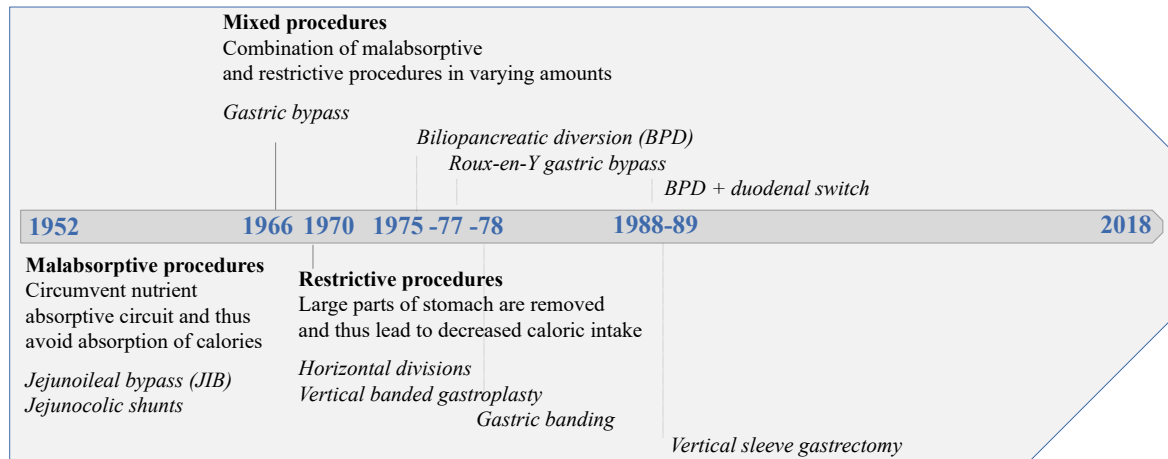 Mixed procedures
Combination of malabsorptive
and restrictive procedures in varying amounts
Gastric bypass
Biliopancreatic diversion (BPD)
Roux-en-Y gastric bypass
BPD + duodenal switch
1952 1966 1970 1975 -77 -78 1988-89 2018
Malabsorptive procedures
Circumvent nutrient
absorptive circuit and thus
avoid absorption of calories
Jejunoileal bypass (JIB)
Jejunocolic shunts
Restrictive procedures
Large parts of stomach are removed
and thus lead to decreased caloric intake
Horizontal divisions
Vertical banded gastroplasty
Gastric banding
Vertical sleeve gastrectomy